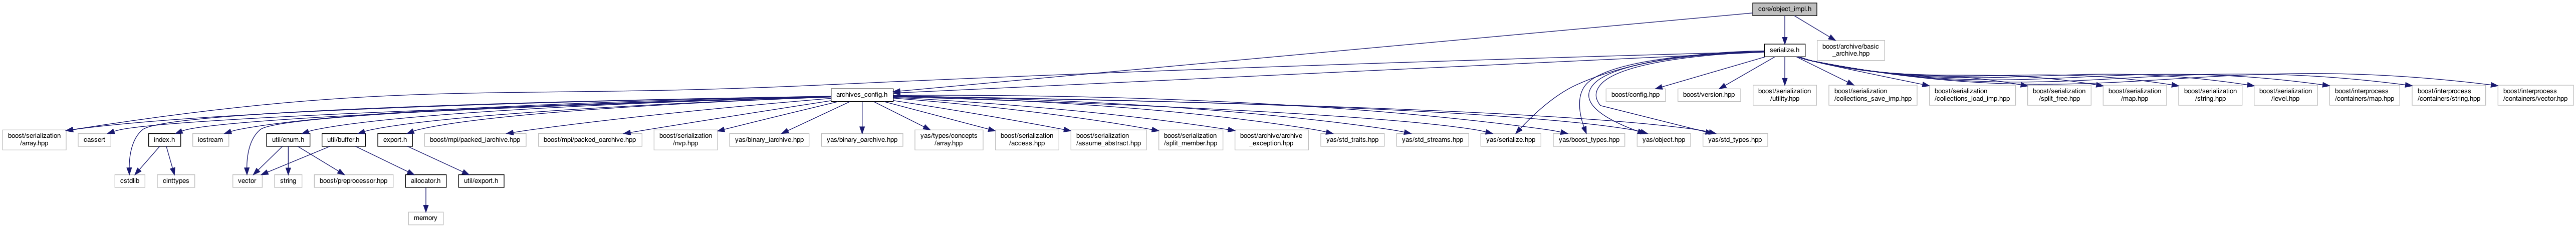 core/object_impl.h
serialize.h
boost/archive/basic
_archive.hpp
archives_config.h
boost/config.hpp
boost/version.hpp
boost/serialization
/utility.hpp
boost/serialization
/collections_save_imp.hpp
boost/serialization
/collections_load_imp.hpp
boost/serialization
/split_free.hpp
boost/serialization
/map.hpp
boost/serialization
/string.hpp
boost/serialization
/level.hpp
boost/interprocess
/containers/map.hpp
boost/interprocess
/containers/string.hpp
boost/interprocess
/containers/vector.hpp
boost/serialization
/array.hpp
cassert
index.h
iostream
util/enum.h
util/buffer.h
export.h
boost/mpi/packed_iarchive.hpp
boost/mpi/packed_oarchive.hpp
boost/serialization
/nvp.hpp
yas/binary_iarchive.hpp
yas/binary_oarchive.hpp
yas/types/concepts
/array.hpp
boost/serialization
/access.hpp
boost/serialization
/assume_abstract.hpp
boost/serialization
/split_member.hpp
boost/archive/archive
_exception.hpp
yas/std_traits.hpp
yas/std_streams.hpp
yas/serialize.hpp
yas/boost_types.hpp
yas/object.hpp
yas/std_types.hpp
cstdlib
cinttypes
vector
string
boost/preprocessor.hpp
allocator.h
util/export.h
memory